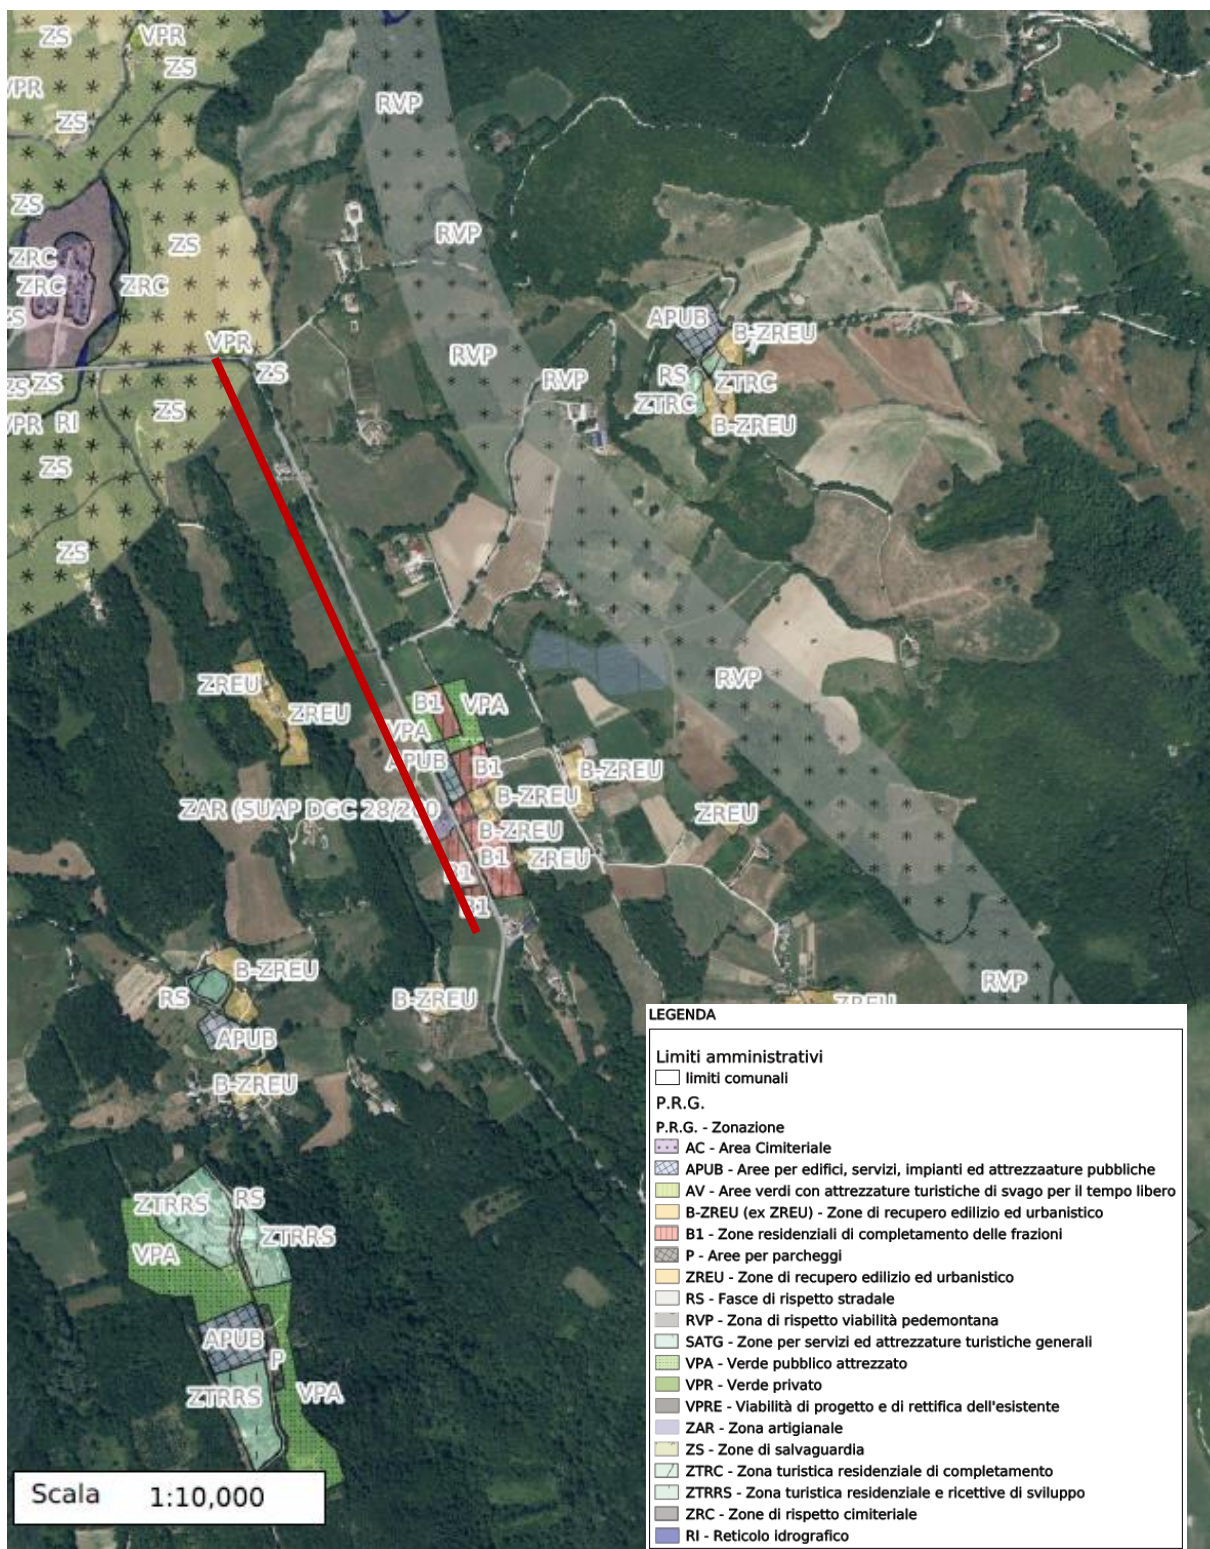 ZS
VPR
RVP
ZS
VPR
ZS
ZS
RVP
ZS
ZRC
ZRC
ZRC
ZS
APUB
B-ZREU
VPR
RVP
ZS
ZS
ZS
RVP
RS
ZTRC
ZTRC
VPR
RI
ZS
B-ZREU
ZS
ZS
ZREU
RVP
ZREU
B1
VPA
VPA
APUB
B1
B-ZREU
B-ZREU
ZAR (SUAP DGC 28/200
ZREU
B-ZREU
B1
ZREU
B1
B1
B-ZREU
RVP
RS
B-ZREU
ZREU
APUB
B-ZREU
ZTRRS
RS
ZTRRS
VPA
APUB
P
ZTRRS
VPA
Scala 1:10,000
LEGENDA
Limiti amministrativi
limiti comunali
P.R.G.
P.R.G. - Zonazione
AC - Area Cimiteriale
APUB - Aree per edifici, servizi, impianti ed attrezzaature pubbliche
AV - Aree verdi con attrezzature turistiche di svago per il tempo libero
B-ZREU (ex ZREU) - Zone di recupero edilizio ed urbanistico
B1 - Zone residenziali di completamento delle frazioni
P - Aree per parcheggi
ZREU - Zone di recupero edilizio ed urbanistico
RS - Fasce di rispetto stradale
RVP - Zona di rispetto viabilità pedemontana
SATG - Zone per servizi ed attrezzature turistiche generali
VPA - Verde pubblico attrezzato
VPR - Verde privato
VPRE - Viabilità di progetto e di rettifica dell'esistente
ZAR - Zona artigianale
ZS - Zone di salvaguardia
ZTRC - Zona turistica residenziale di completamento
ZTRRS - Zona turistica residenziale e ricettive di sviluppo
ZRC - Zone di rispetto cimiteriale
RI - Reticolo idrografico